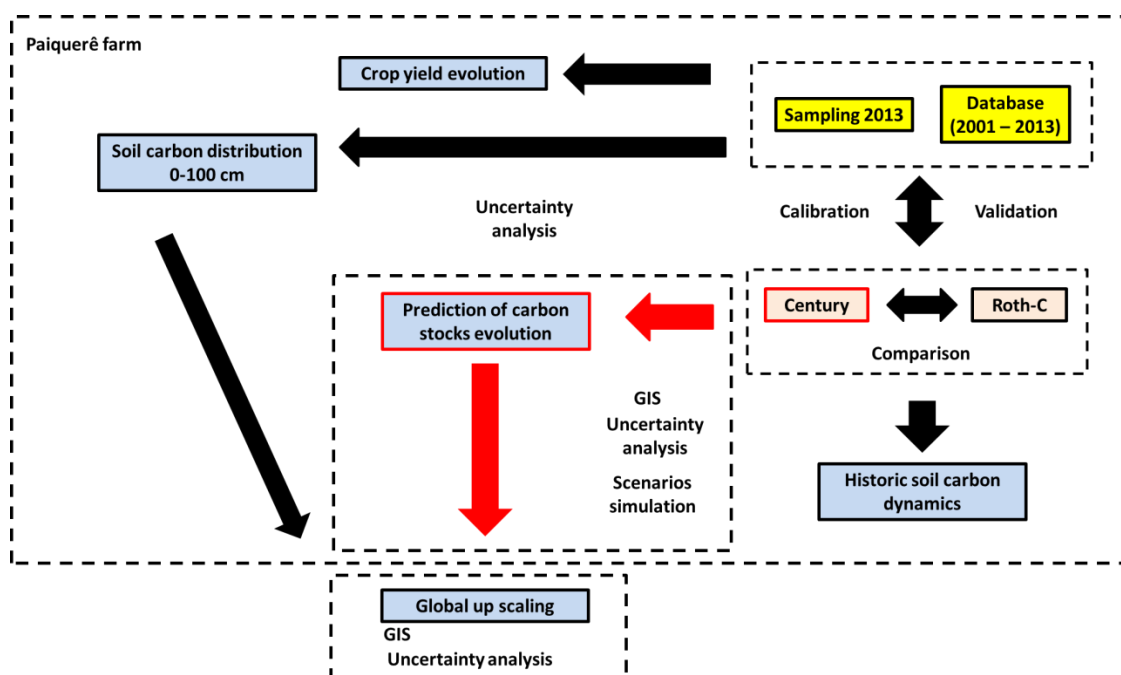 Paiquerê farm
Crop yield evolution
Sampling 2013
Database
(2001 – 2013)
Soil carbon distribution
0-100 cm
Uncertainty
analysis
Calibration
Validation
Prediction of carbon
stocks evolution
Century
Roth-C
Comparison
GIS
Uncertainty
analysis
Scenarios
simulation
Historic soil carbon
dynamics
Global up scaling
GIS
Uncertainty analysis